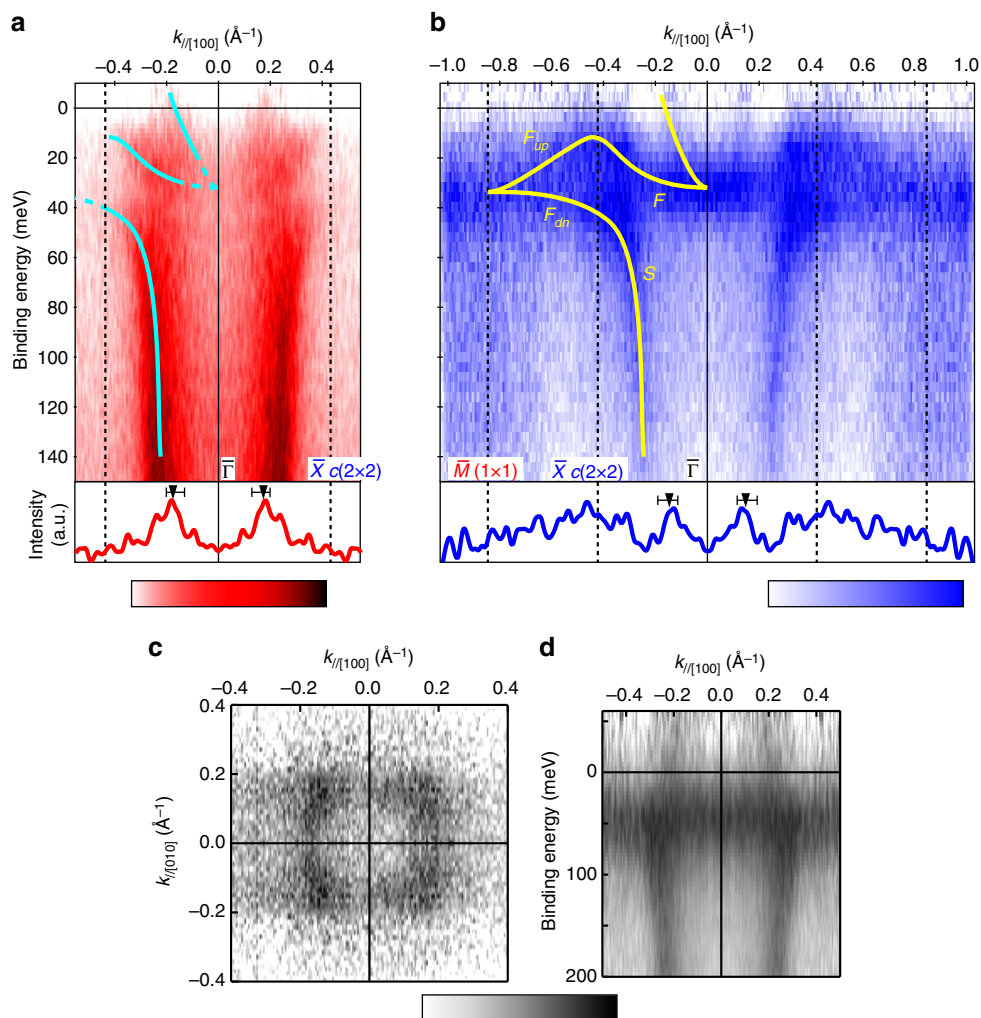 a
k//[100] (Å−1)
−0.4 −0.2 0.0 0.2 0.4
Binding energy (meV)
0
20
40
60
80
100
120
140
Γ̅
X̅ c(2×2)
Intensity
(a.u.)
b
k//[100] (Å−1)
−1.0 −0.8 −0.6 −0.4 −0.2 0.0 0.2 0.4 0.6 0.8 1.0
Fup
F
Fdn
S
M̅ (1×1)
X̅ c(2×2)
Γ̅
c
k//[100] (Å−1)
−0.4 −0.2 0.0 0.2 0.4
k//[010] (Å−1)
0.4
0.2
0.0
−0.2
−0.4
d
k//[100] (Å−1)
−0.4 −0.2 0.0 0.2 0.4
Binding energy (meV)
0
100
200